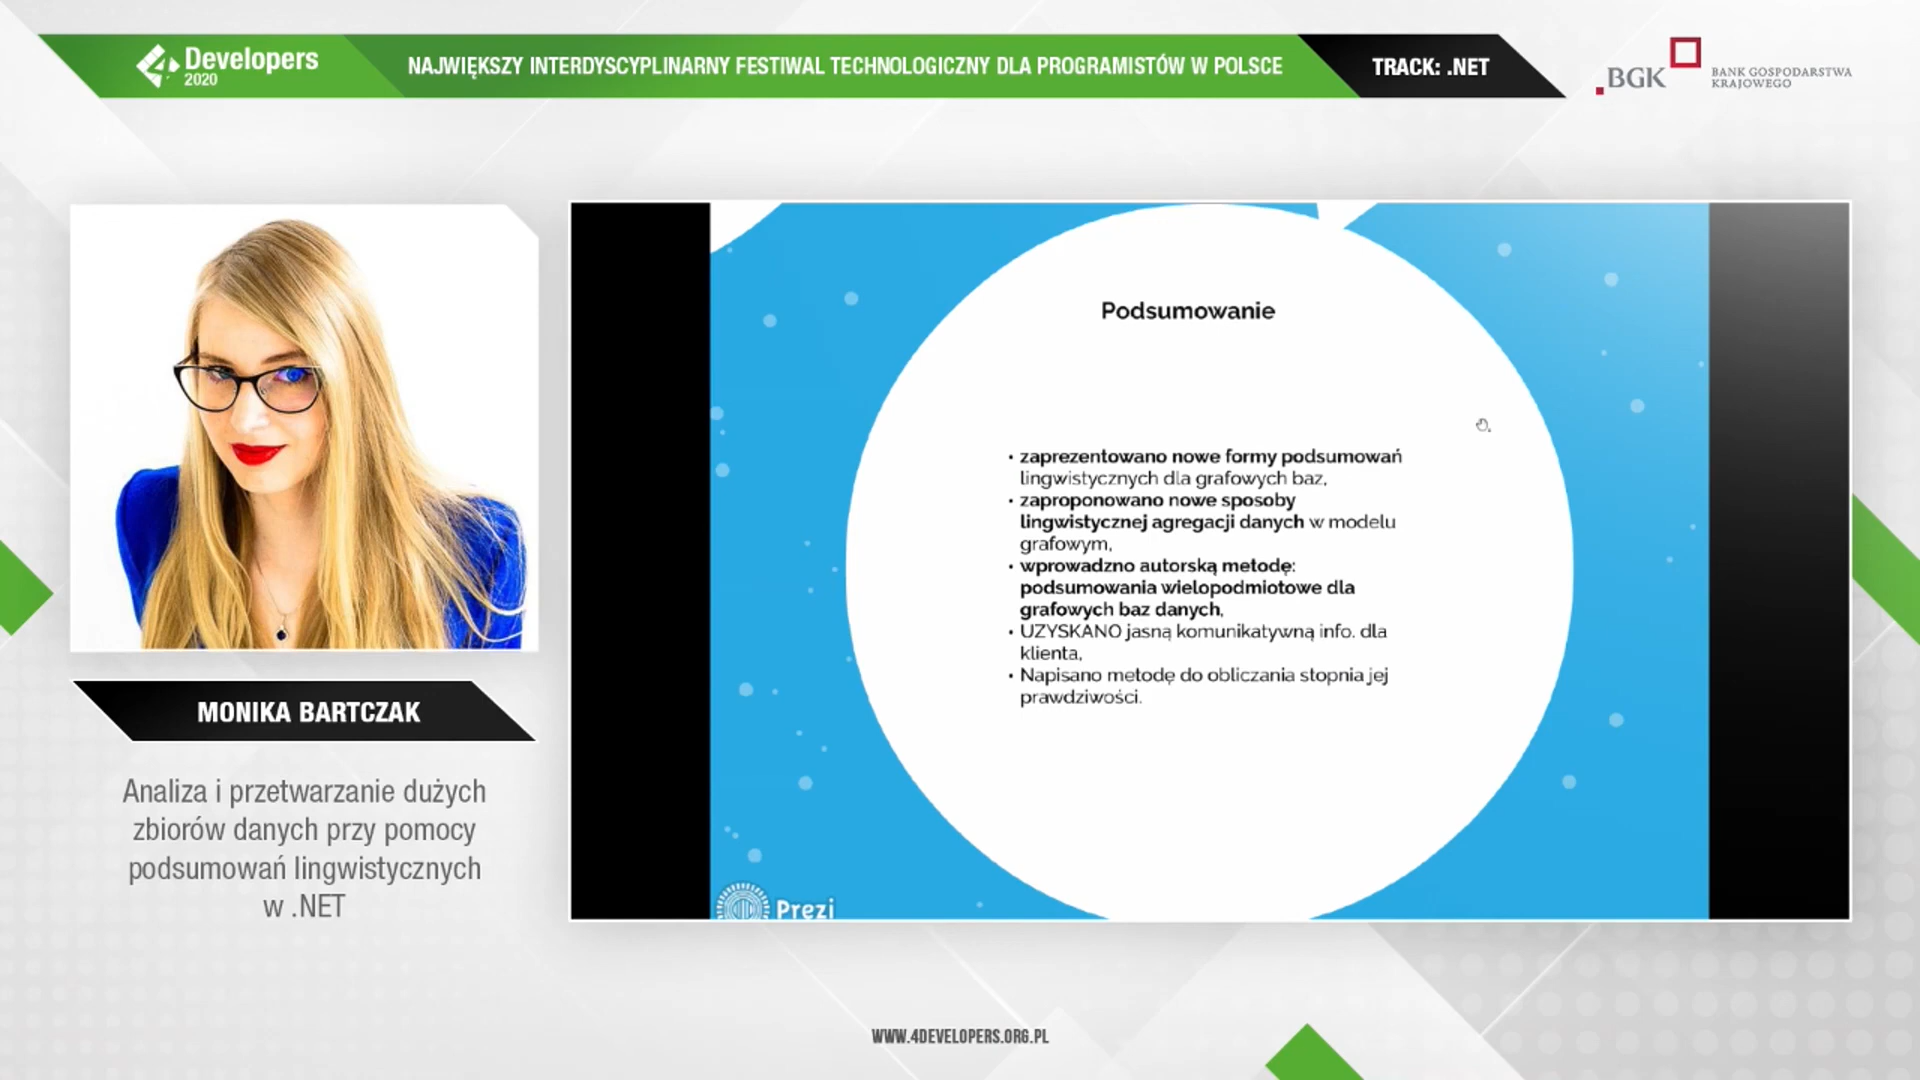 4Developers
2020
NAJWIĘKSZY INTERDYSCYPLINARNY FESTIWAL TECHNOLOGICZNY DLA PROGRAMISTÓW W POLSCE
TRACK: .NET
BGK
BANK GOSPODARSTWA
KRAJOWEGO
Podsumowanie
• zaprezentowano nowe formy podsumowań
lingwistycznych dla grafowych baz,
• zaproponowano nowe sposoby
lingwistycznej agregacji danych w modelu
grafowym,
• wprowadzno autorską metodę:
podsumowania wielopodmiotowe dla
grafowych baz danych,
• UZYSKANO jasną komunikatywną info. dla
klienta,
• Napisano metodę do obliczania stopnia jej
prawdziwości.
Prezi
MONIKA BARTCZAK
Analiza i przetwarzanie dużych
zbiorów danych przy pomocy
podsumowań lingwistycznych
w .NET
WWW.4DEVELOPERS.ORG.PL